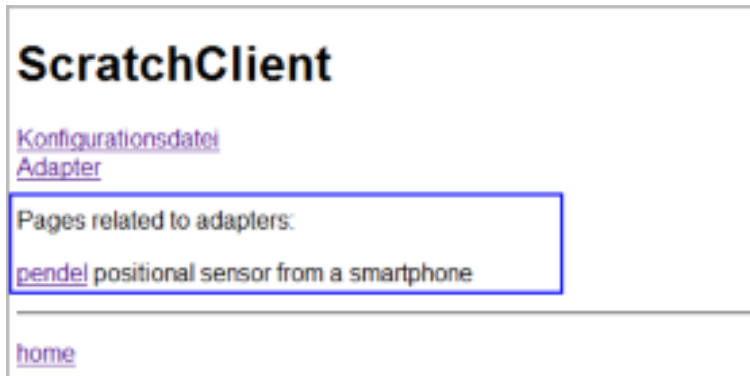 ScratchClient
Konfigurationsdatei
Adapter
Pages related to adapters:
pendel positional sensor from a smartphone
home